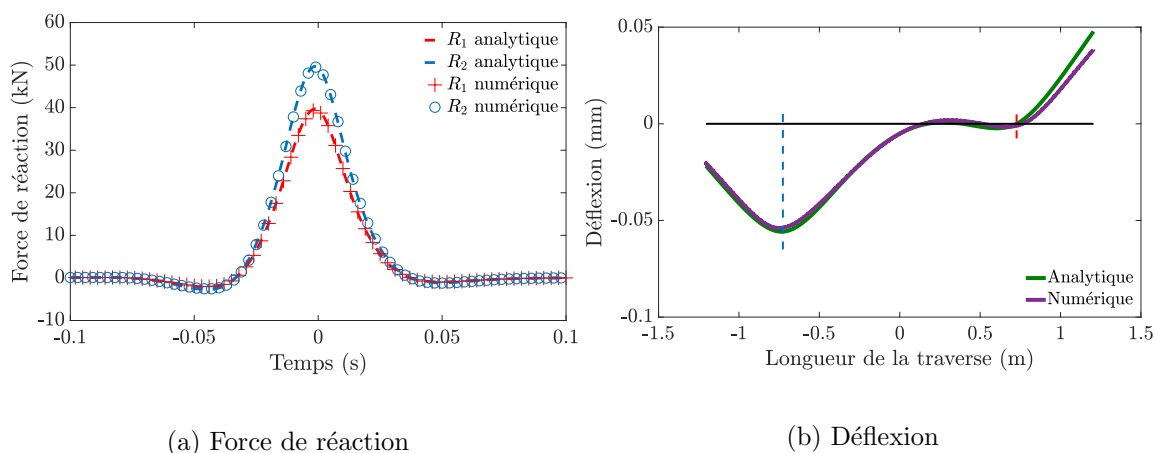 60
50
40
30
20
10
0
-10
-0.1
-0.05
0
0.05
0.1
Force de réaction (kN)
Temps (s)
R1 analytique
R2 analytique
R1 numérique
R2 numérique
(a) Force de réaction
0.05
0
-0.05
-0.1
-1.5
-1
-0.5
0
0.5
1
1.5
Déflexion (mm)
Longueur de la traverse (m)
Analytique
Numérique
(b) Déflexion